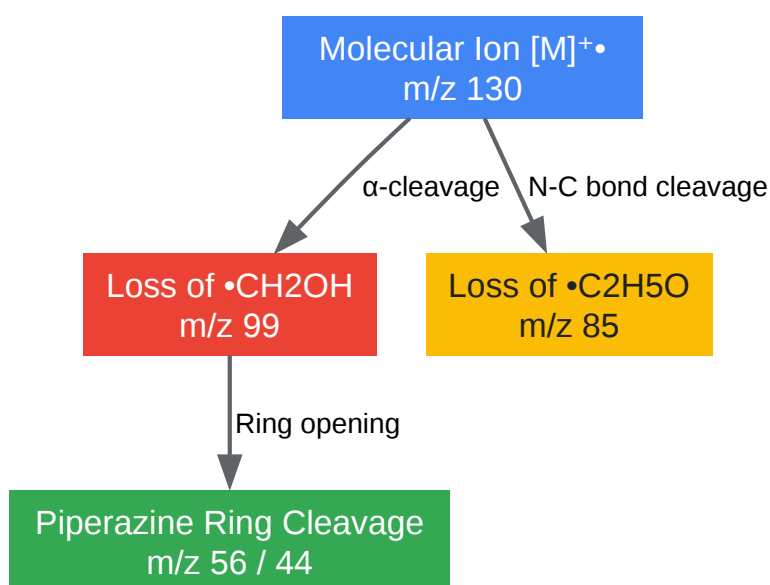 Molecular Ion [M]⁺•
m/z 130
α-cleavage
N-C bond cleavage
Loss of •CH2OH
m/z 99
Loss of •C2H5O
m/z 85
Ring opening
Piperazine Ring Cleavage
m/z 56 / 44